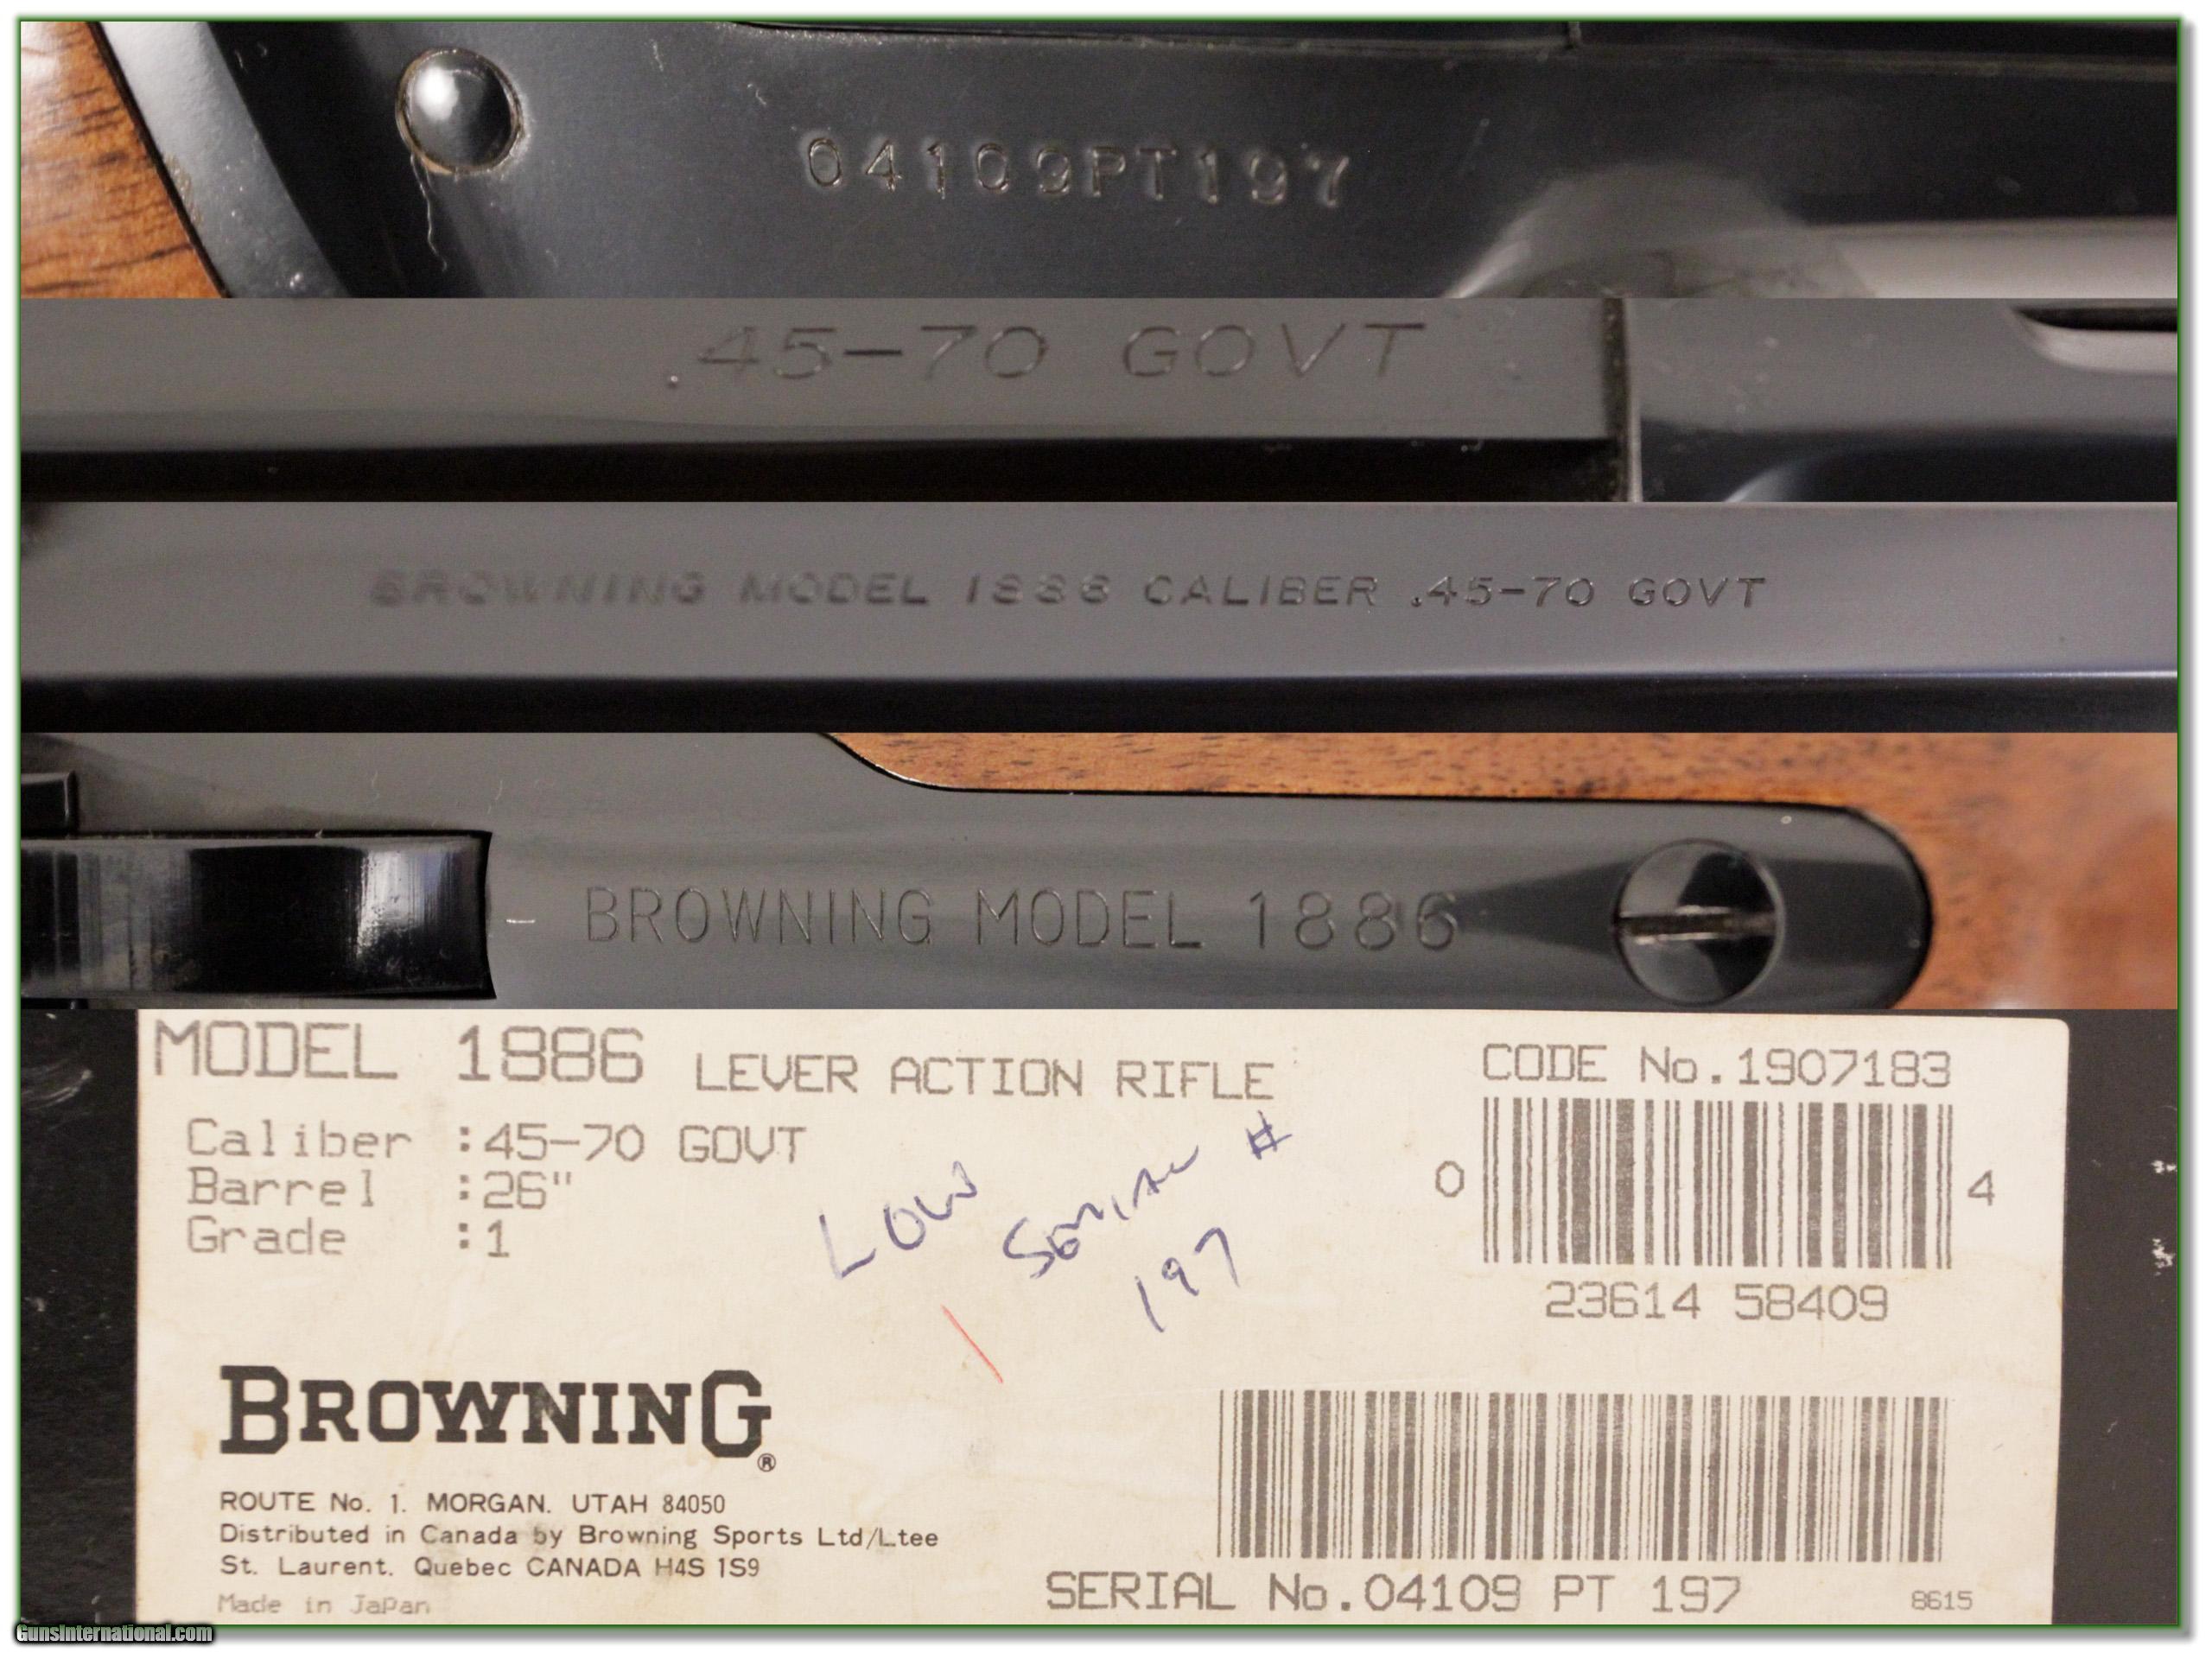 04109PT197
.45-70 GOVT
BROWNING MODEL 1886 CALIBER .45-70 GOVT
BROWNING MODEL 1886
MODEL 1886 LEVER ACTION RIFLE
CODE No.1907183
Caliber :45-70 GOVT
Barrel :26"
Grade :1
LOW SERIAL # 197
0 4
23614 58409
BROWNING®
ROUTE No. 1. MORGAN. UTAH 84050
Distributed in Canada by Browning Sports Ltd/Ltee
St. Laurent. Quebec CANADA H4S 1S9
Made in JaPan
SERIAL No.04109 PT 197
8615
GunsInternational.com